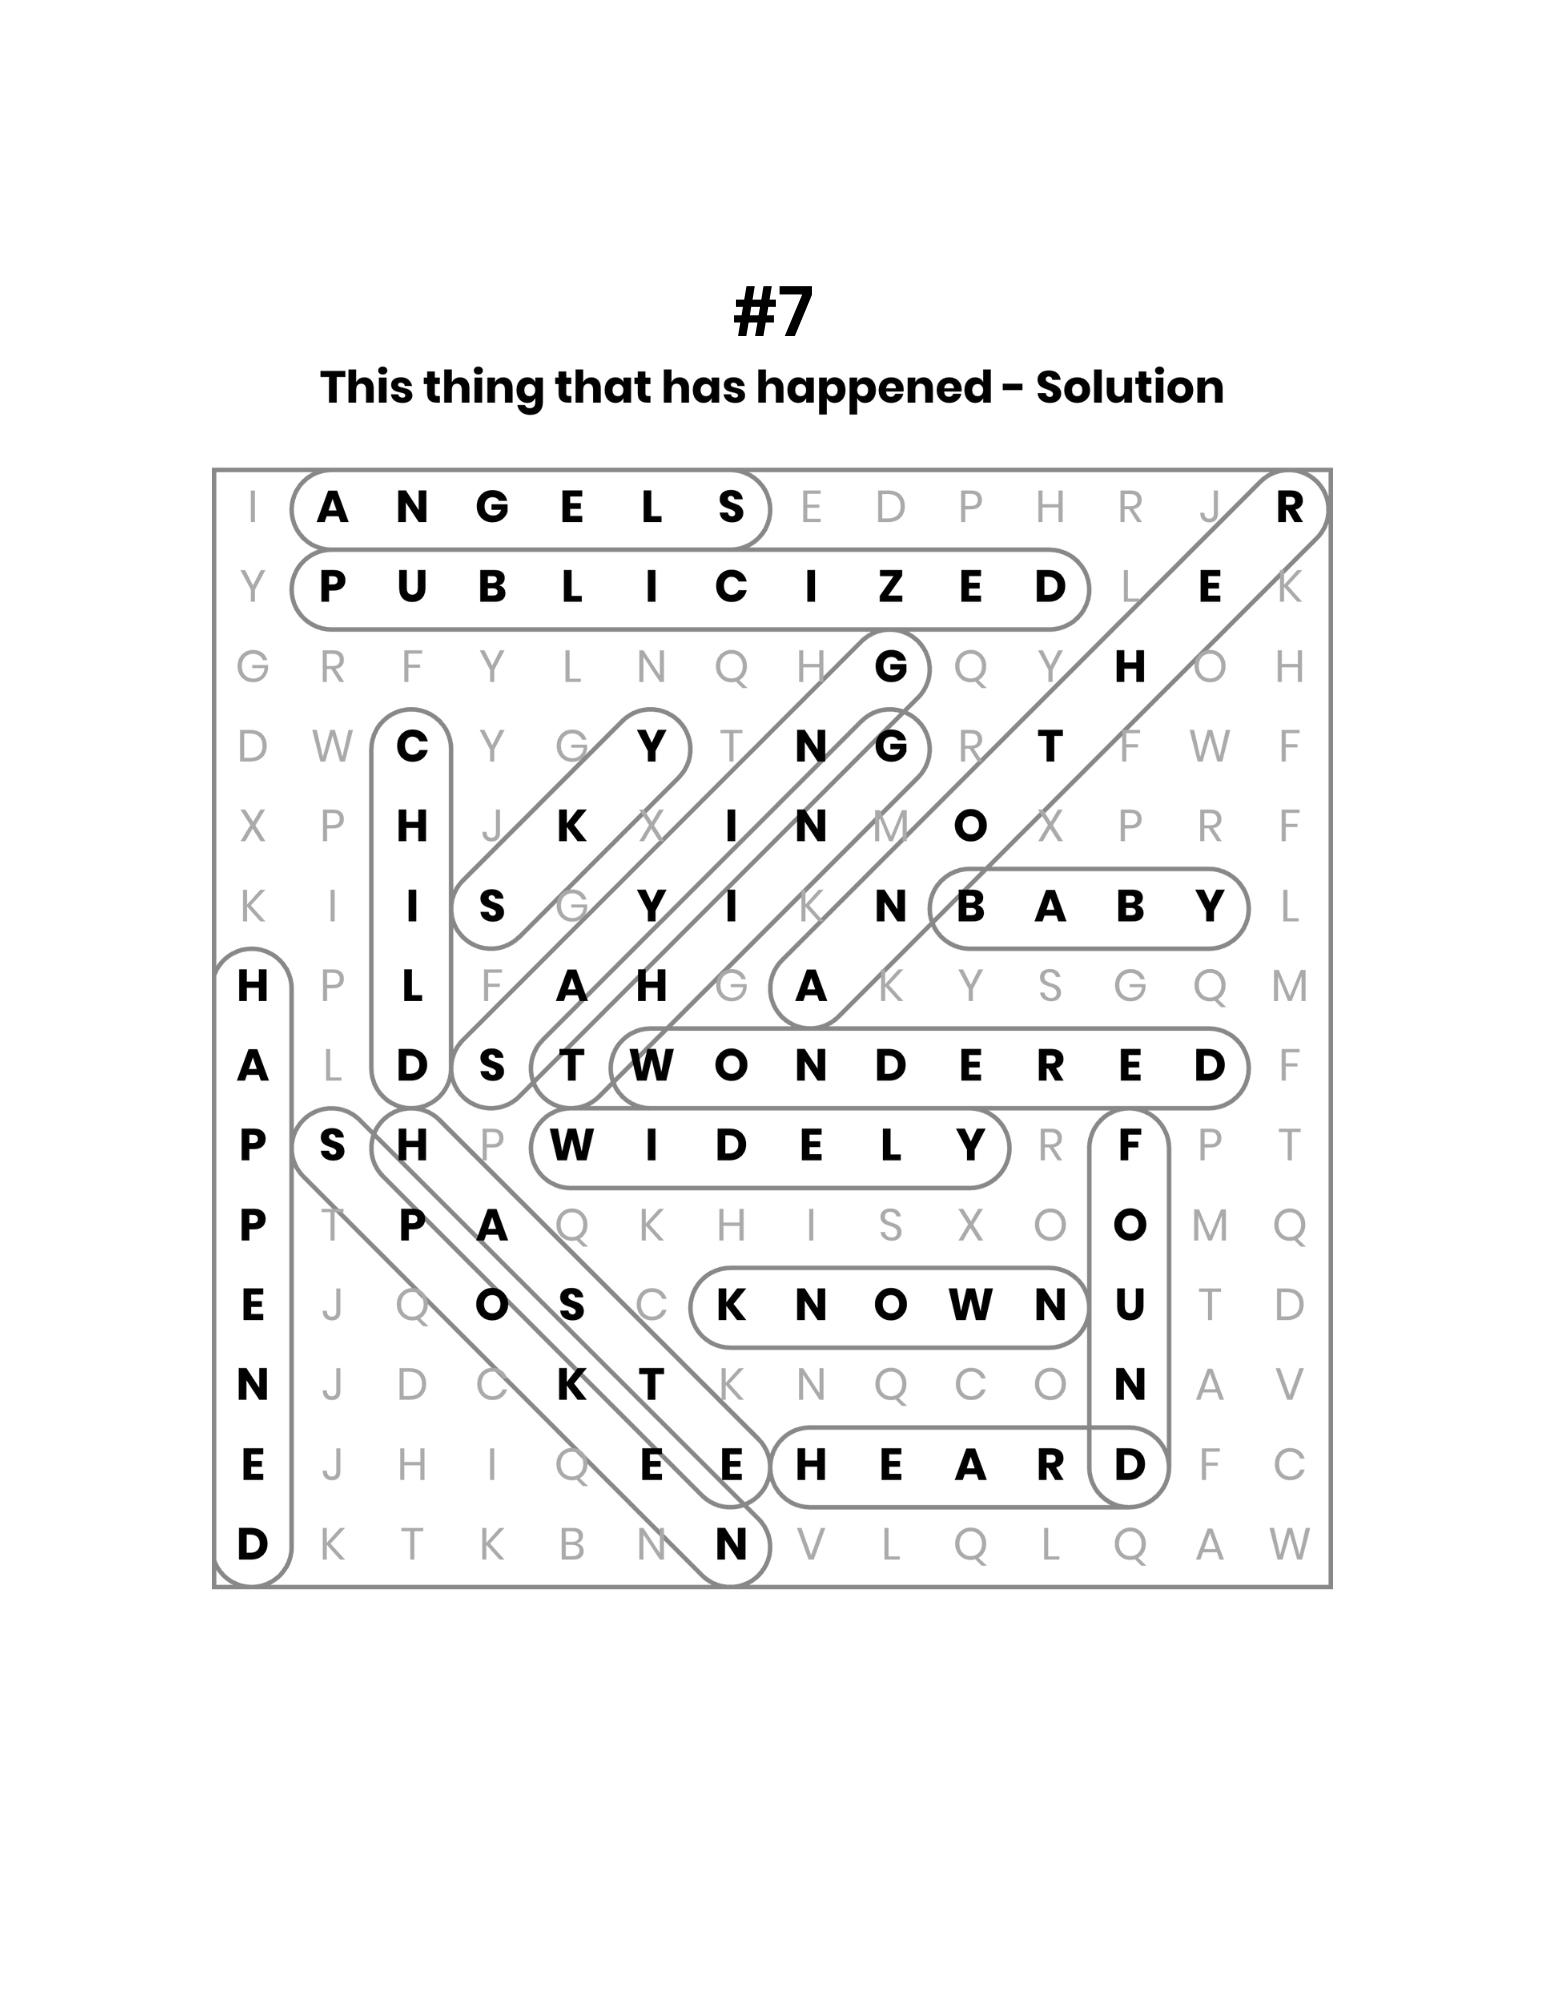 #7
This thing that has happened - Solution
I A N G E L S E D P H R J R
Y P U B L I C I Z E D L E K
G R F Y L N Q H G Q Y H O H
D W C Y G Y T N G R T F W F
X P H J K X I N M O X P R F
K I I S G Y I K N B A B Y L
H P L F A H G A K Y S G Q M
A L D S T W O N D E R E D F
P S H P W I D E L Y R F P T
P T P A Q K H I S X O O M Q
E J Q O S C K N O W N U T D
N J D C K T K N Q C O N A V
E J H I Q E E H E A R D F C
D K T K B N N V L Q L Q A W